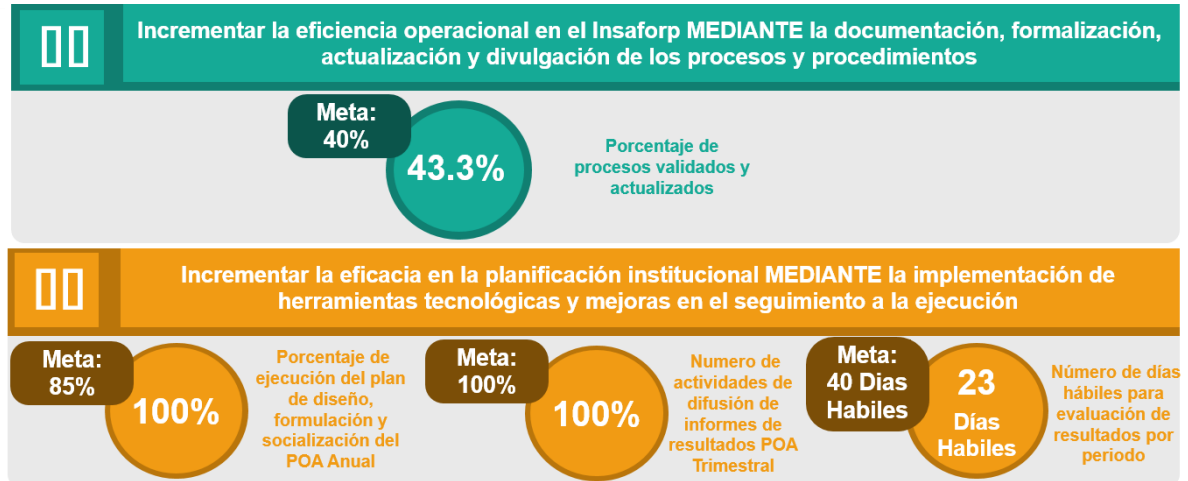 Incrementar la eficiencia operacional en el Insaforp MEDIANTE la documentación, formalización,
actualización y divulgación de los procesos y procedimientos
Meta:
40%
43.3%
Porcentaje de
procesos validados y
actualizados
Incrementar la eficacia en la planificación institucional MEDIANTE la implementación de
herramientas tecnológicas y mejoras en el seguimiento a la ejecución
Meta:
85%
100%
Porcentaje de
ejecución del plan
de diseño,
formulación y
socialización del
POA Anual
Meta:
100%
100%
Numero de
actividades de
difusión de
informes de
resultados POA
Trimestral
Meta:
40 Dias
Habiles
23
Días
Habiles
Número de días
hábiles para
evaluación de
resultados por
periodo